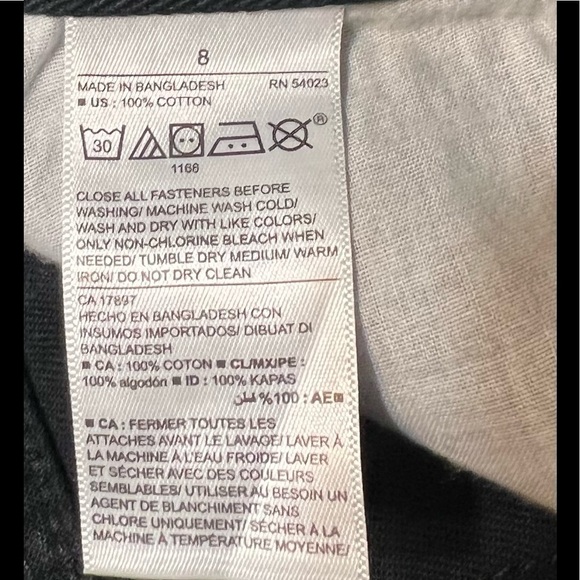 8
MADE IN BANGLADESH RN 54023
■ US : 100% COTTON
30 ®
1166
CLOSE ALL FASTENERS BEFORE
WASHING/ MACHINE WASH COLD/
WASH AND DRY WITH LIKE COLORS/
ONLY NON-CHLORINE BLEACH WHEN
NEEDED/ TUMBLE DRY MEDIUM/ WARM
IRON/ DO NOT DRY CLEAN
CA 17897
HECHO EN BANGLADESH CON
INSUMOS IMPORTADOS/ DIBUAT DI
BANGLADESH
■ CA : 100% COTON ■ CL/MX/PE :
100% algodón ■ ID : 100% KAPAS
■AE : 100%
■ CA : FERMER TOUTES LES
ATTACHES AVANT LE LAVAGE/ LAVER À
LA MACHINE À L'EAU FROIDE/ LAVER
ET SÉCHER AVEC DES COULEURS
SEMBLABLES/ UTILISER AU BESOIN UN
AGENT DE BLANCHIMENT SANS
CHLORE UNIQUEMENT/ SÉCHER À LA
MACHINE À TEMPÉRATURE MOYENNE/